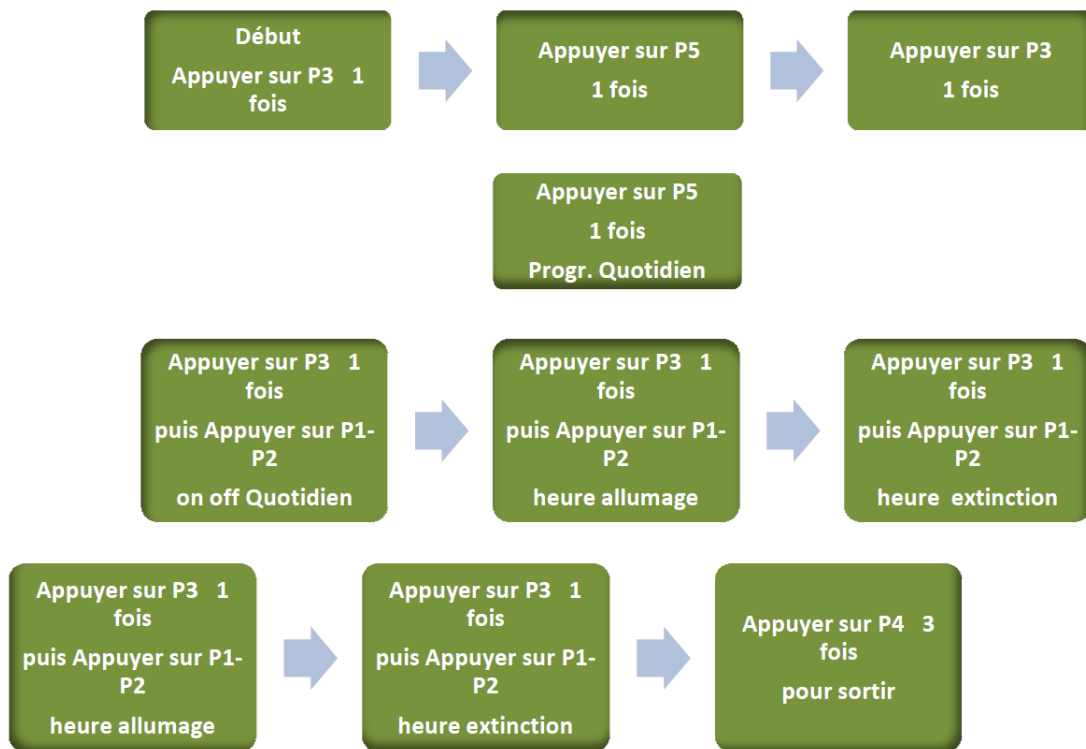 Début
Appuyer sur P3 1
fois
Appuyer sur P5
1 fois
Appuyer sur P3
1 fois
Appuyer sur P5
1 fois
Progr. Quotidien
Appuyer sur P3 1
fois
puis Appuyer sur P1-
P2
on off Quotidien
Appuyer sur P3 1
fois
puis Appuyer sur P1-
P2
heure allumage
Appuyer sur P3 1
fois
puis Appuyer sur P1-
P2
heure extinction
Appuyer sur P3 1
fois
puis Appuyer sur P1-
P2
heure allumage
Appuyer sur P3 1
fois
puis Appuyer sur P1-
P2
heure extinction
Appuyer sur P4 3
fois
pour sortir